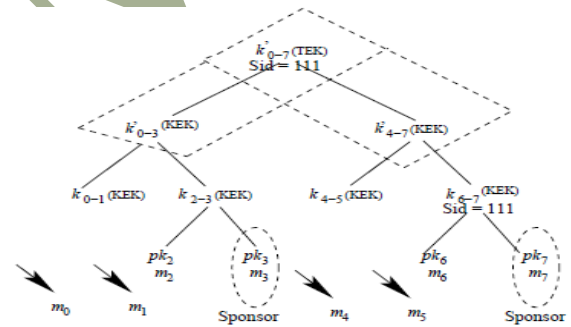 k'0-7 (TEK)
Sid = 111
k'0-3 (KEK) k'4-7 (KEK)
k0-1 (KEK) k2-3 (KEK) k4-5 (KEK) k6-7 (KEK)
Sid = 111
pk2 pk3 pk6 pk7
m2 m3 m6 m7
m0 m1 Sponsor m4 m5 Sponsor